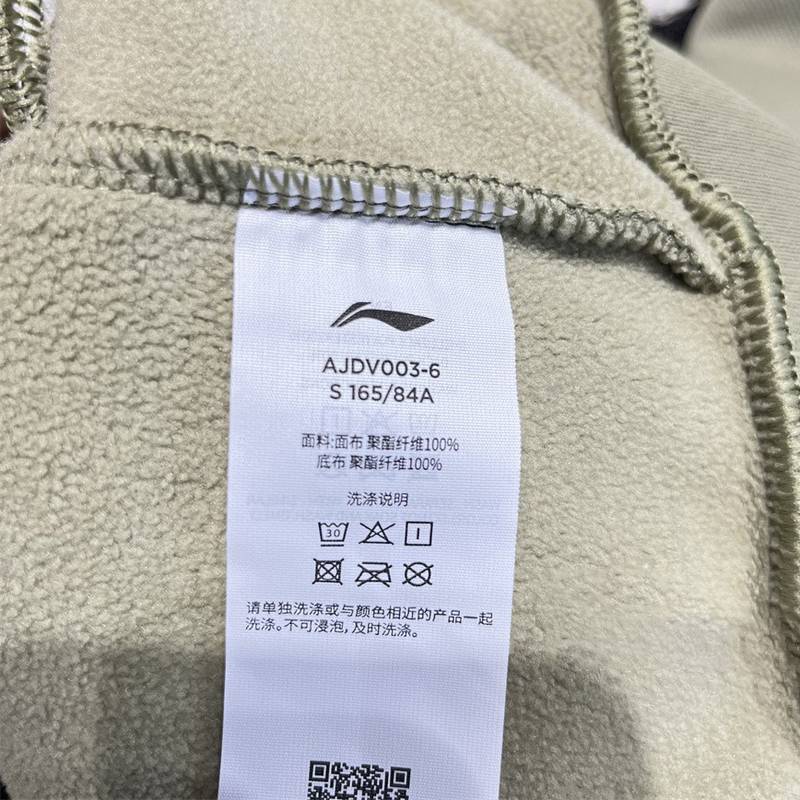 AJDV003-6
S 165/84A
面料:面布 聚酯纤维100%
底布 聚酯纤维100%
洗涤说明
30
请单独洗涤或与颜色相近的产品一起
洗涤。不可浸泡,及时洗涤。